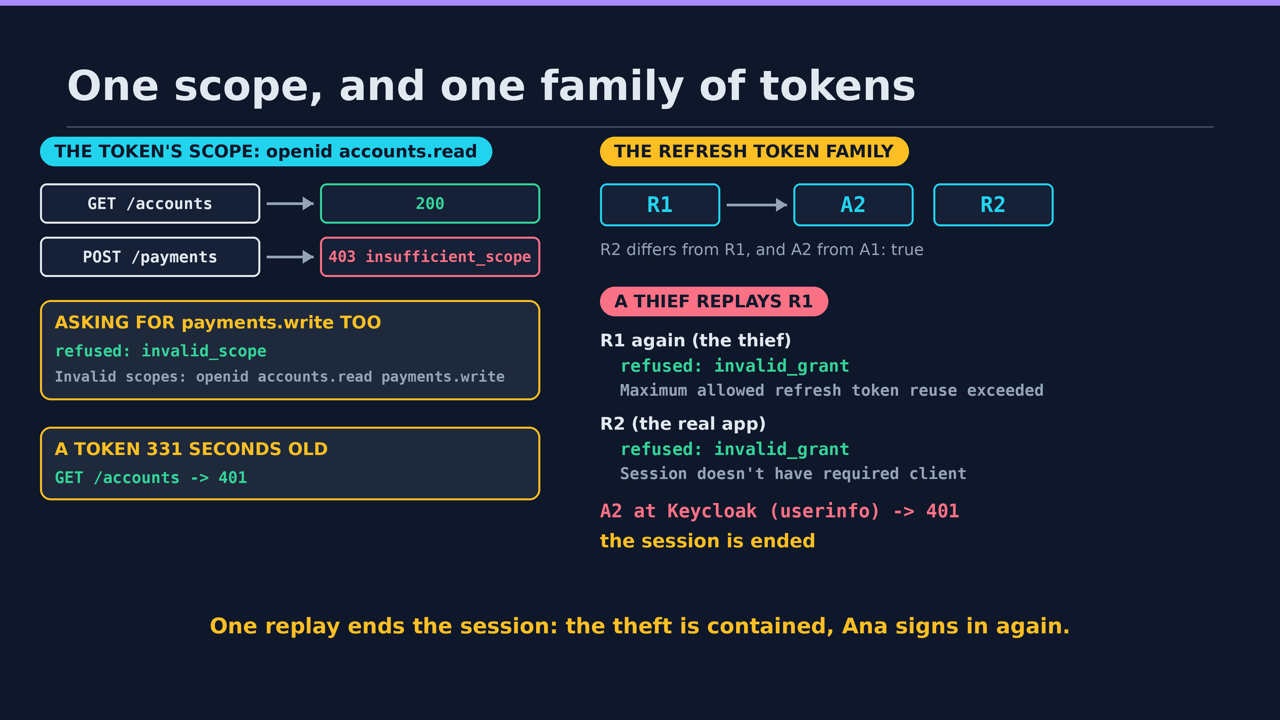 One scope, and one family of tokens
THE TOKEN'S SCOPE: openid accounts.read
GET /accounts
200
POST /payments
403 insufficient_scope
ASKING FOR payments.write TOO
refused: invalid_scope
Invalid scopes: openid accounts.read payments.write
A TOKEN 331 SECONDS OLD
GET /accounts -> 401
THE REFRESH TOKEN FAMILY
R1
A2
R2
R2 differs from R1, and A2 from A1: true
A THIEF REPLAYS R1
R1 again (the thief)
refused: invalid_grant
Maximum allowed refresh token reuse exceeded
R2 (the real app)
refused: invalid_grant
Session doesn't have required client
A2 at Keycloak (userinfo) -> 401
the session is ended
One replay ends the session: the theft is contained, Ana signs in again.